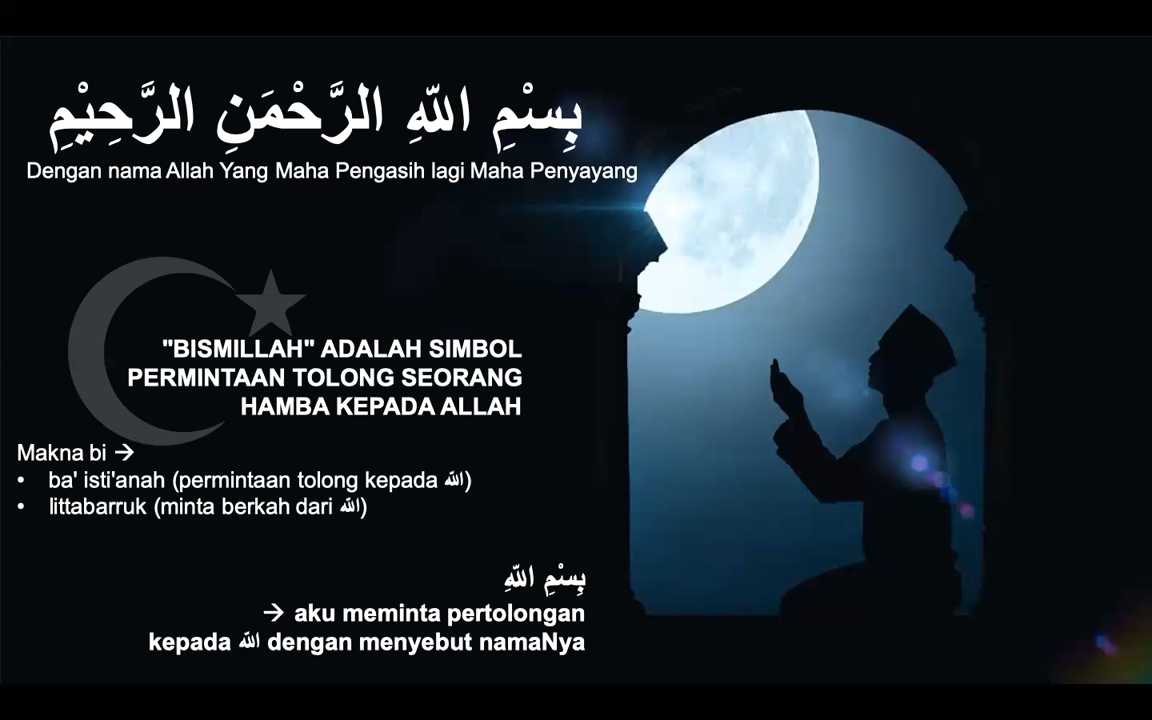 بِسْمِ اللّٰهِ الرَّحْمَنِ الرَّحِيْمِ
Dengan nama Allah Yang Maha Pengasih lagi Maha Penyayang
"BISMILLAH" ADALAH SIMBOL
PERMINTAAN TOLONG SEORANG
HAMBA KEPADA ALLAH
Makna bi →
• ba' isti'anah (permintaan tolong kepada ﷲ)
• littabarruk (minta berkah dari ﷲ)
بِسْمِ اللّٰهِ
→ aku meminta pertolongan
kepada ﷲ dengan menyebut namaNya